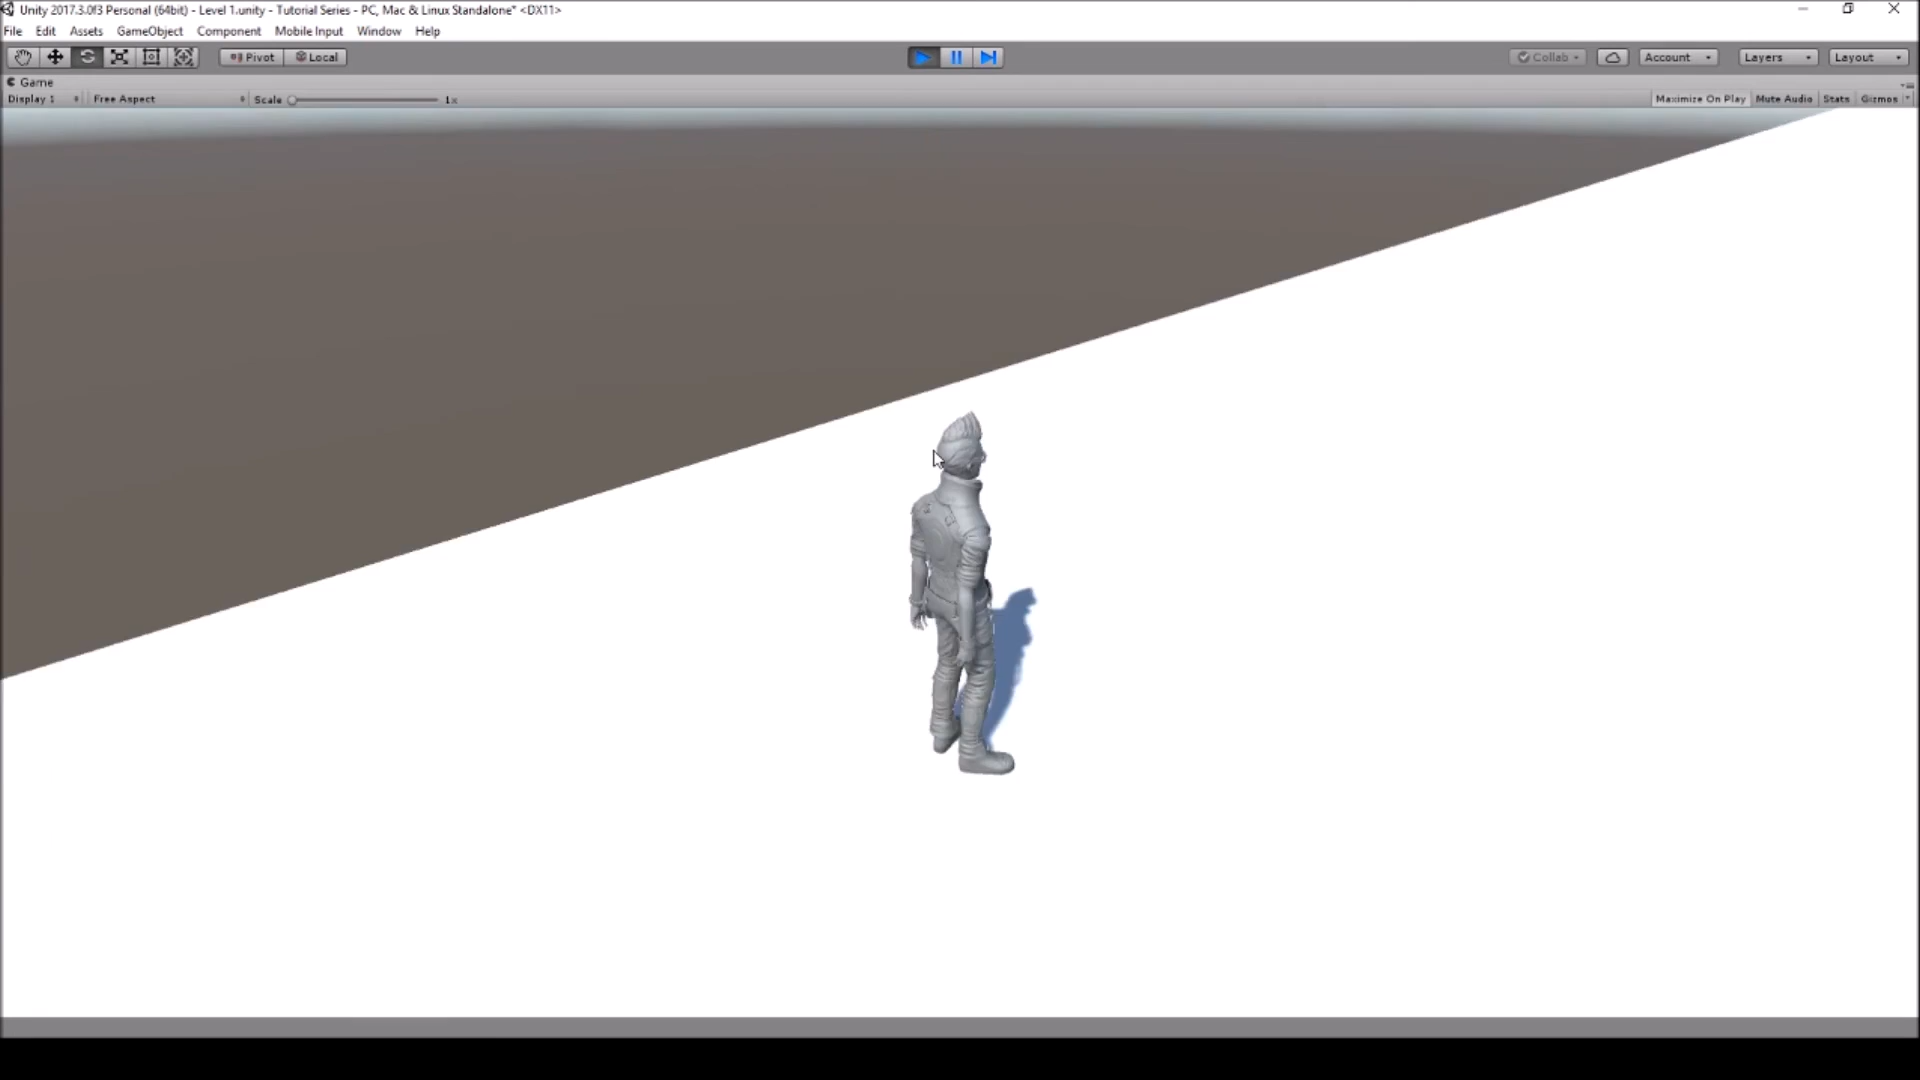 Unity 2017.3.0f3 Personal (64bit) - Level 1.unity - Tutorial Series - PC, Mac & Linux Standalone* <DX11>
File Edit Assets GameObject Component Mobile Input Window Help
Pivot Local Collab Account Layers Layout
Game
Display 1 Free Aspect Scale 1x Maximize On Play Mute Audio Stats Gizmos